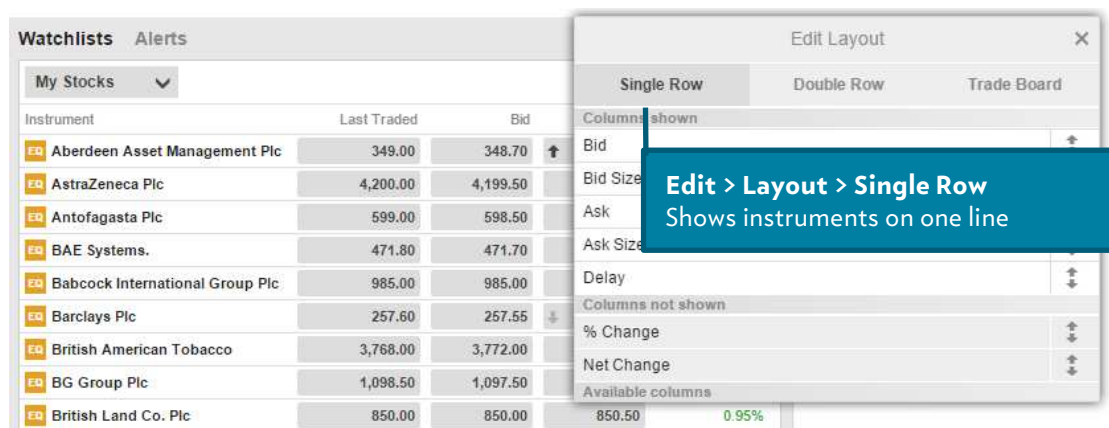 Watchlists Alerts
My Stocks
Instrument Last Traded Bid
EQ Aberdeen Asset Management Plc 349.00 348.70
EQ AstraZeneca Plc 4,200.00 4,199.50
EQ Antofagasta Plc 599.00 598.50
EQ BAE Systems. 471.80 471.70
EQ Babcock International Group Plc 985.00 985.00
EQ Barclays Plc 257.60 257.55
EQ British American Tobacco 3,768.00 3,772.00
EQ BG Group Plc 1,098.50 1,097.50
EQ British Land Co. Plc 850.00 850.00 850.50 0.95%
Edit Layout
Single Row Double Row Trade Board
Columns shown
Bid
Bid Size
Ask
Ask Size
Delay
Columns not shown
% Change
Net Change
Available columns
Edit > Layout > Single Row
Shows instruments on one line